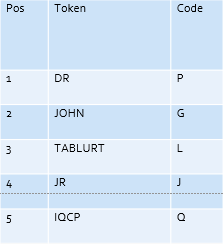 Pos Token Code
1 DR P
2 JOHN G
3 TABLURT L
4 JR J
5 IQCP Q